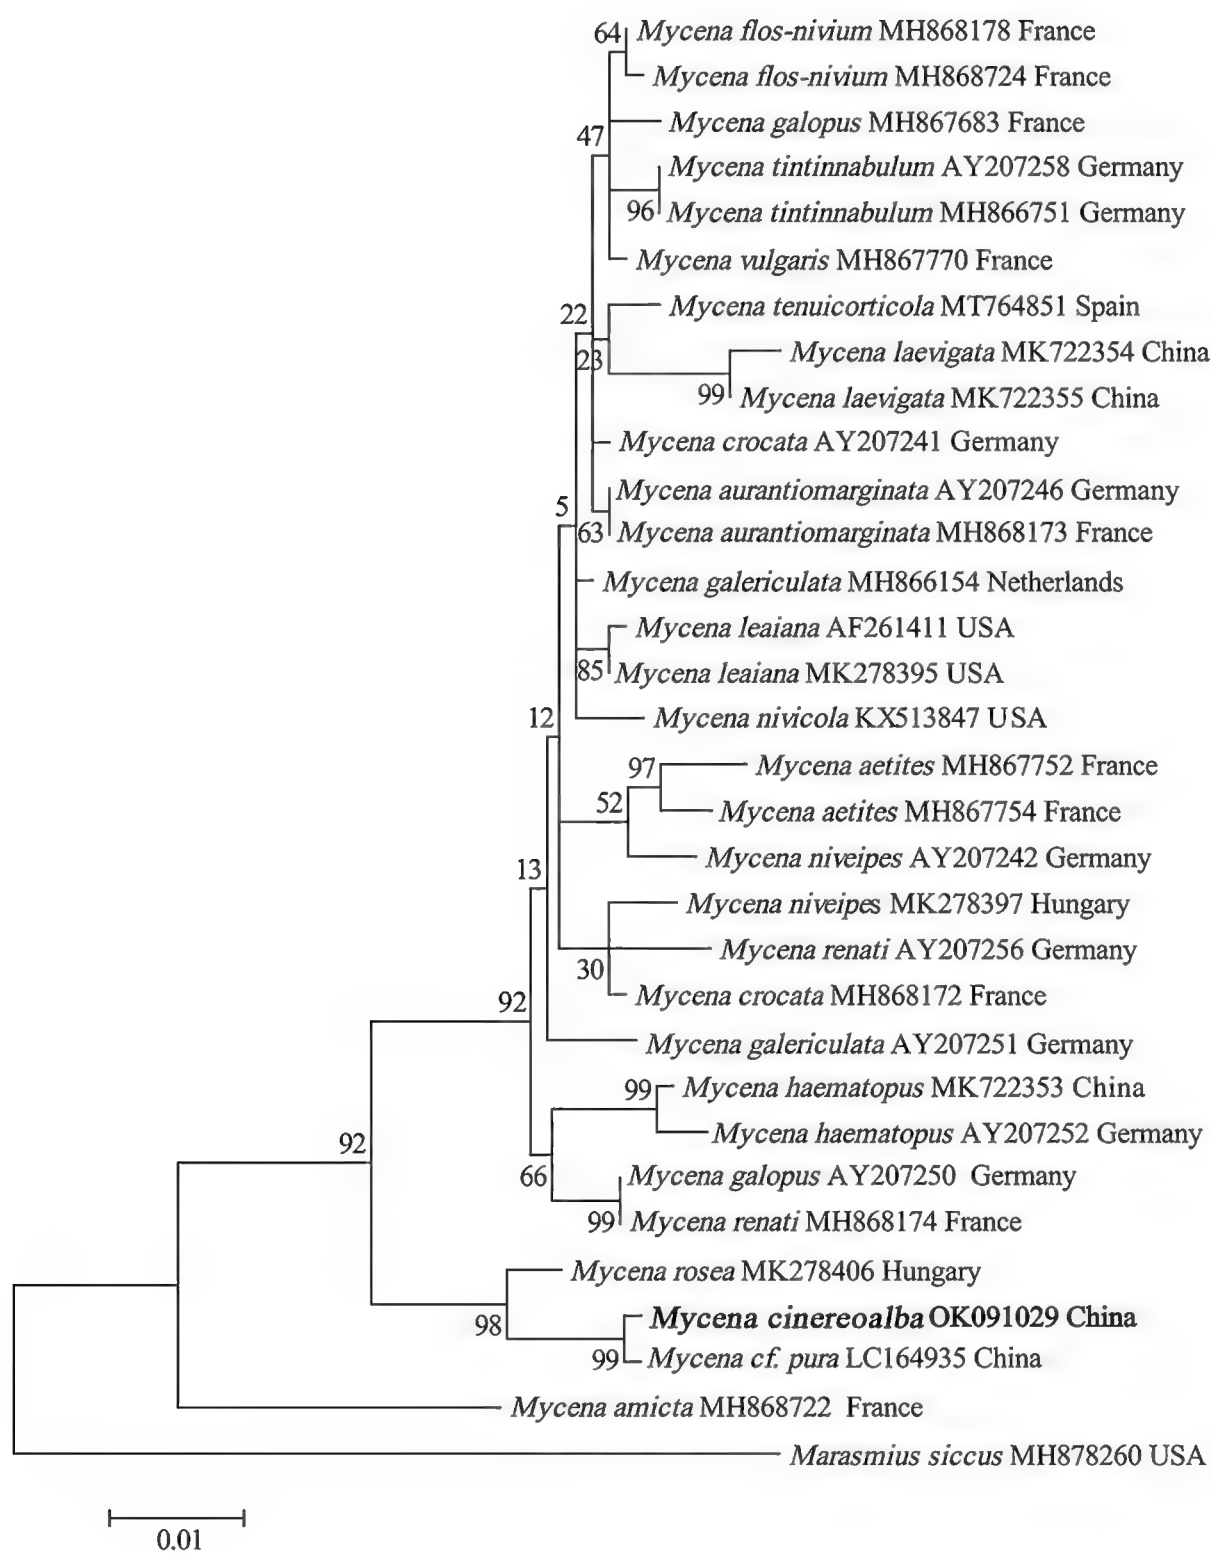 64 Mycena flos-nivium MH868178 France
Mycena flos-nivium MH868724 France
Mycena galopus MH867683 France
47
Mycena tintinnabulum AY207258 Germany
96 Mycena tintinnabulum MH866751 Germany
Mycena vulgaris MH867770 France
Mycena tenuicorticola MT764851 Spain
22
23
Mycena laevigata MK722354 China
99 Mycena laevigata MK722355 China
Mycena crocata AY207241 Germany
Mycena aurantiomarginata AY207246 Germany
5
63 Mycena aurantiomarginata MH868173 France
Mycena galericulata MH866154 Netherlands
Mycena leaiana AF261411 USA
85 Mycena leaiana MK278395 USA
12
Mycena nivicola KX513847 USA
97 Mycena aetites MH867752 France
52
Mycena aetites MH867754 France
Mycena niveipes AY207242 Germany
13
Mycena niveipes MK278397 Hungary
Mycena renati AY207256 Germany
30
Mycena crocata MH868172 France
92
Mycena galericulata AY207251 Germany
99 Mycena haematopus MK722353 China
Mycena haematopus AY207252 Germany
92
66
Mycena galopus AY207250 Germany
99 Mycena renati MH868174 France
Mycena rosea MK278406 Hungary
98
Mycena cinereoalba OK091029 China
99 Mycena cf. pura LC164935 China
Mycena amicta MH868722 France
Marasmius siccus MH878260 USA
0.01